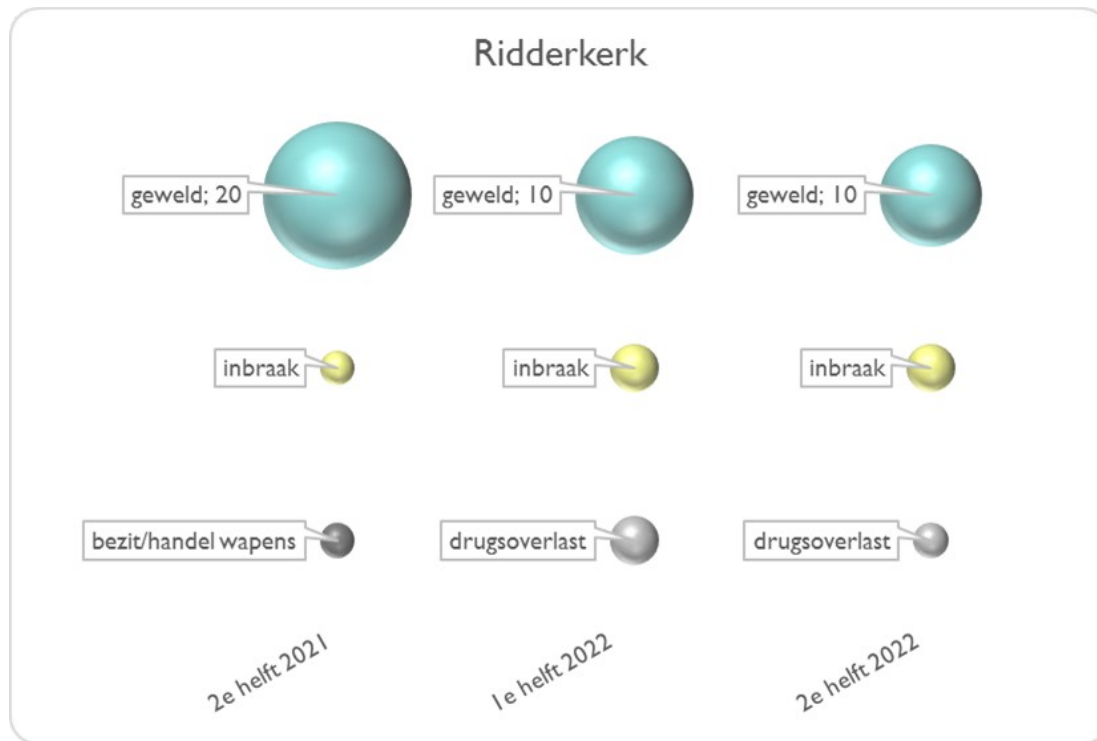 Ridderkerk
geweld; 20
geweld; 10
geweld; 10
inbraak
inbraak
inbraak
bezit/handel wapens
drugsoverlast
drugsoverlast
2e helft 2021
1e helft 2022
2e helft 2022